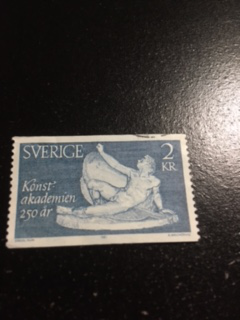 SVERIGE 2
KR
Konst-
akademien
250 år